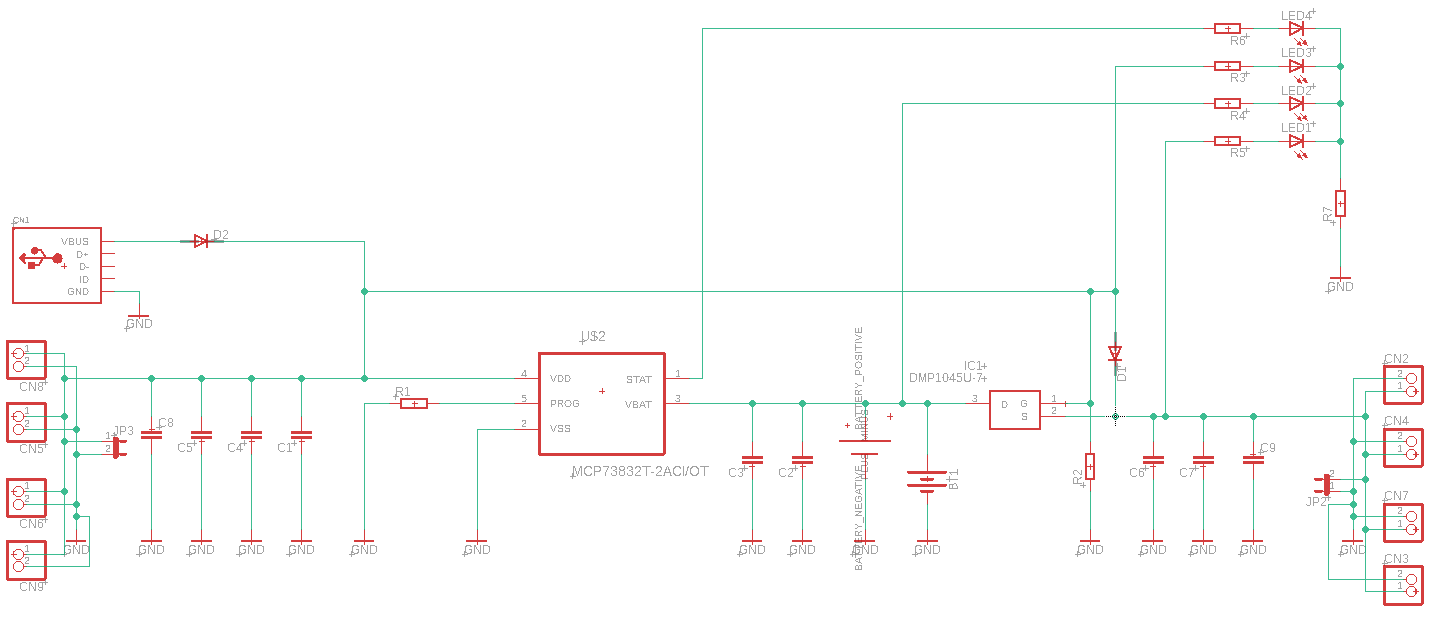 LED4
R6
LED3
R3
LED2
R4
LED1
R5
R7
GND
CN1
VBUS
D+
D-
ID
GND
D2
GND
U$2
4 VDD STAT 1
5 PROG VBAT 3
2 VSS
MCP73832T-2ACI/OT
R1
CN8
1
2
CN5
1
2
JP3
1
2
CN6
1
2
CN9
1
2
GND
C8
GND
C5
GND
C4
GND
C1
GND
GND
GND
C3
GND
C2
GND
BATTERY_POSITIVE
BATTERY_NEGATIVE
GND
BT1
GND
IC1
DMP1045U-7
3 D G 1
S 2
D1
R2
GND
C6
GND
C7
GND
C9
GND
JP2
2
1
GND
CN2
2
1
CN4
2
1
CN7
2
1
CN3
2
1